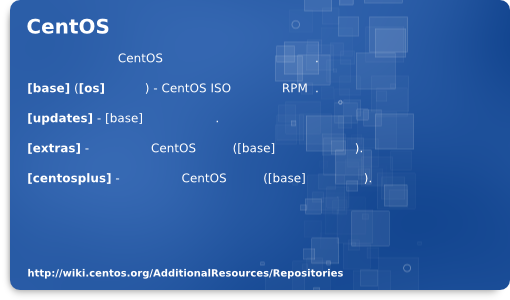 CentOS
CentOS .
[base] ([os] ) - CentOS ISO RPM .
[updates] - [base] .
[extras] - CentOS ([base] ).
[centosplus] - CentOS ([base] ).
http://wiki.centos.org/AdditionalResources/Repositories